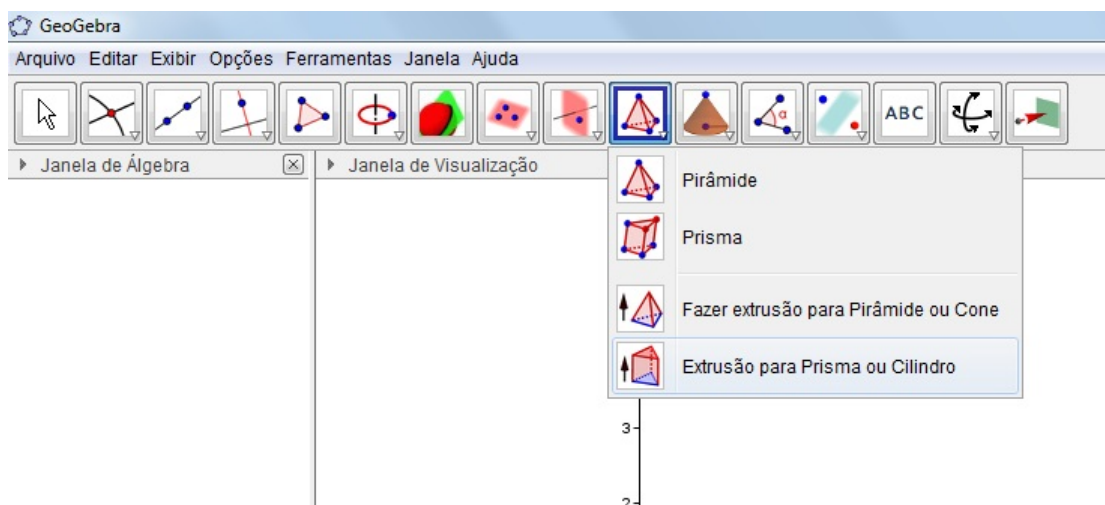 GeoGebra
Arquivo Editar Exibir Opções Ferramentas Janela Ajuda
α
ABC
Janela de Álgebra
Janela de Visualização
Pirâmide
Prisma
Fazer extrusão para Pirâmide ou Cone
Extrusão para Prisma ou Cilindro
3
2